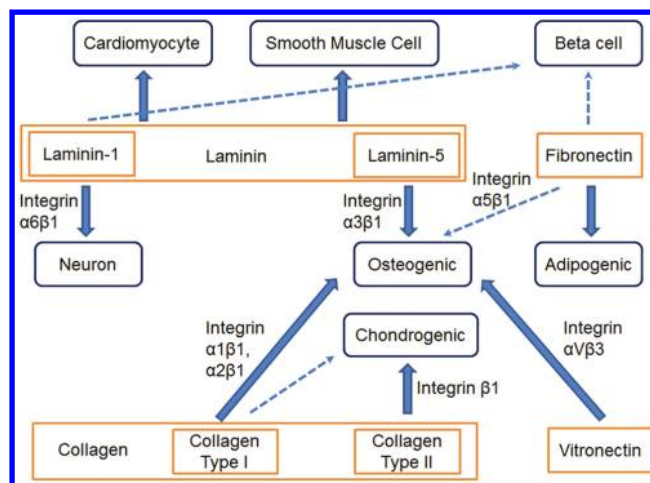 Cardiomyocyte
Smooth Muscle Cell
Beta cell
Laminin-1
Laminin
Laminin-5
Fibronectin
Integrin
α6β1
Integrin
α3β1
Integrin
α5β1
Neuron
Osteogenic
Adipogenic
Integrin
α1β1,
α2β1
Chondrogenic
Integrin
αVβ3
Integrin β1
Collagen
Collagen
Type I
Collagen
Type II
Vitronectin